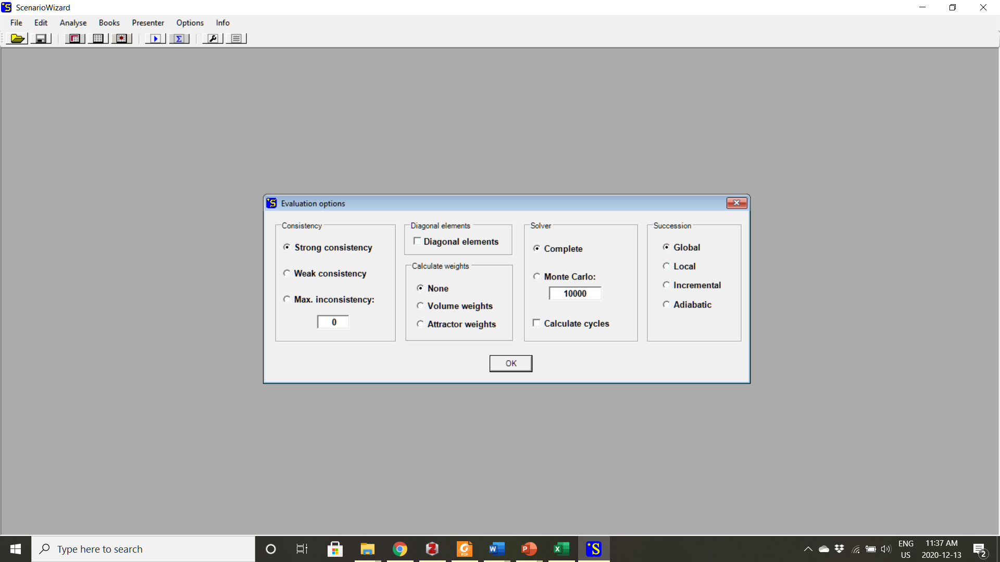 ScenarioWizard
File Edit Analyse Books Presenter Options Info
Evaluation options
Consistency
Strong consistency
Weak consistency
Max. inconsistency:
0
Diagonal elements
Diagonal elements
Calculate weights
None
Volume weights
Attractor weights
Solver
Complete
Monte Carlo:
10000
Calculate cycles
Succession
Global
Local
Incremental
Adiabatic
OK
Type here to search
ENG
US
11:37 AM
2020-12-13
2